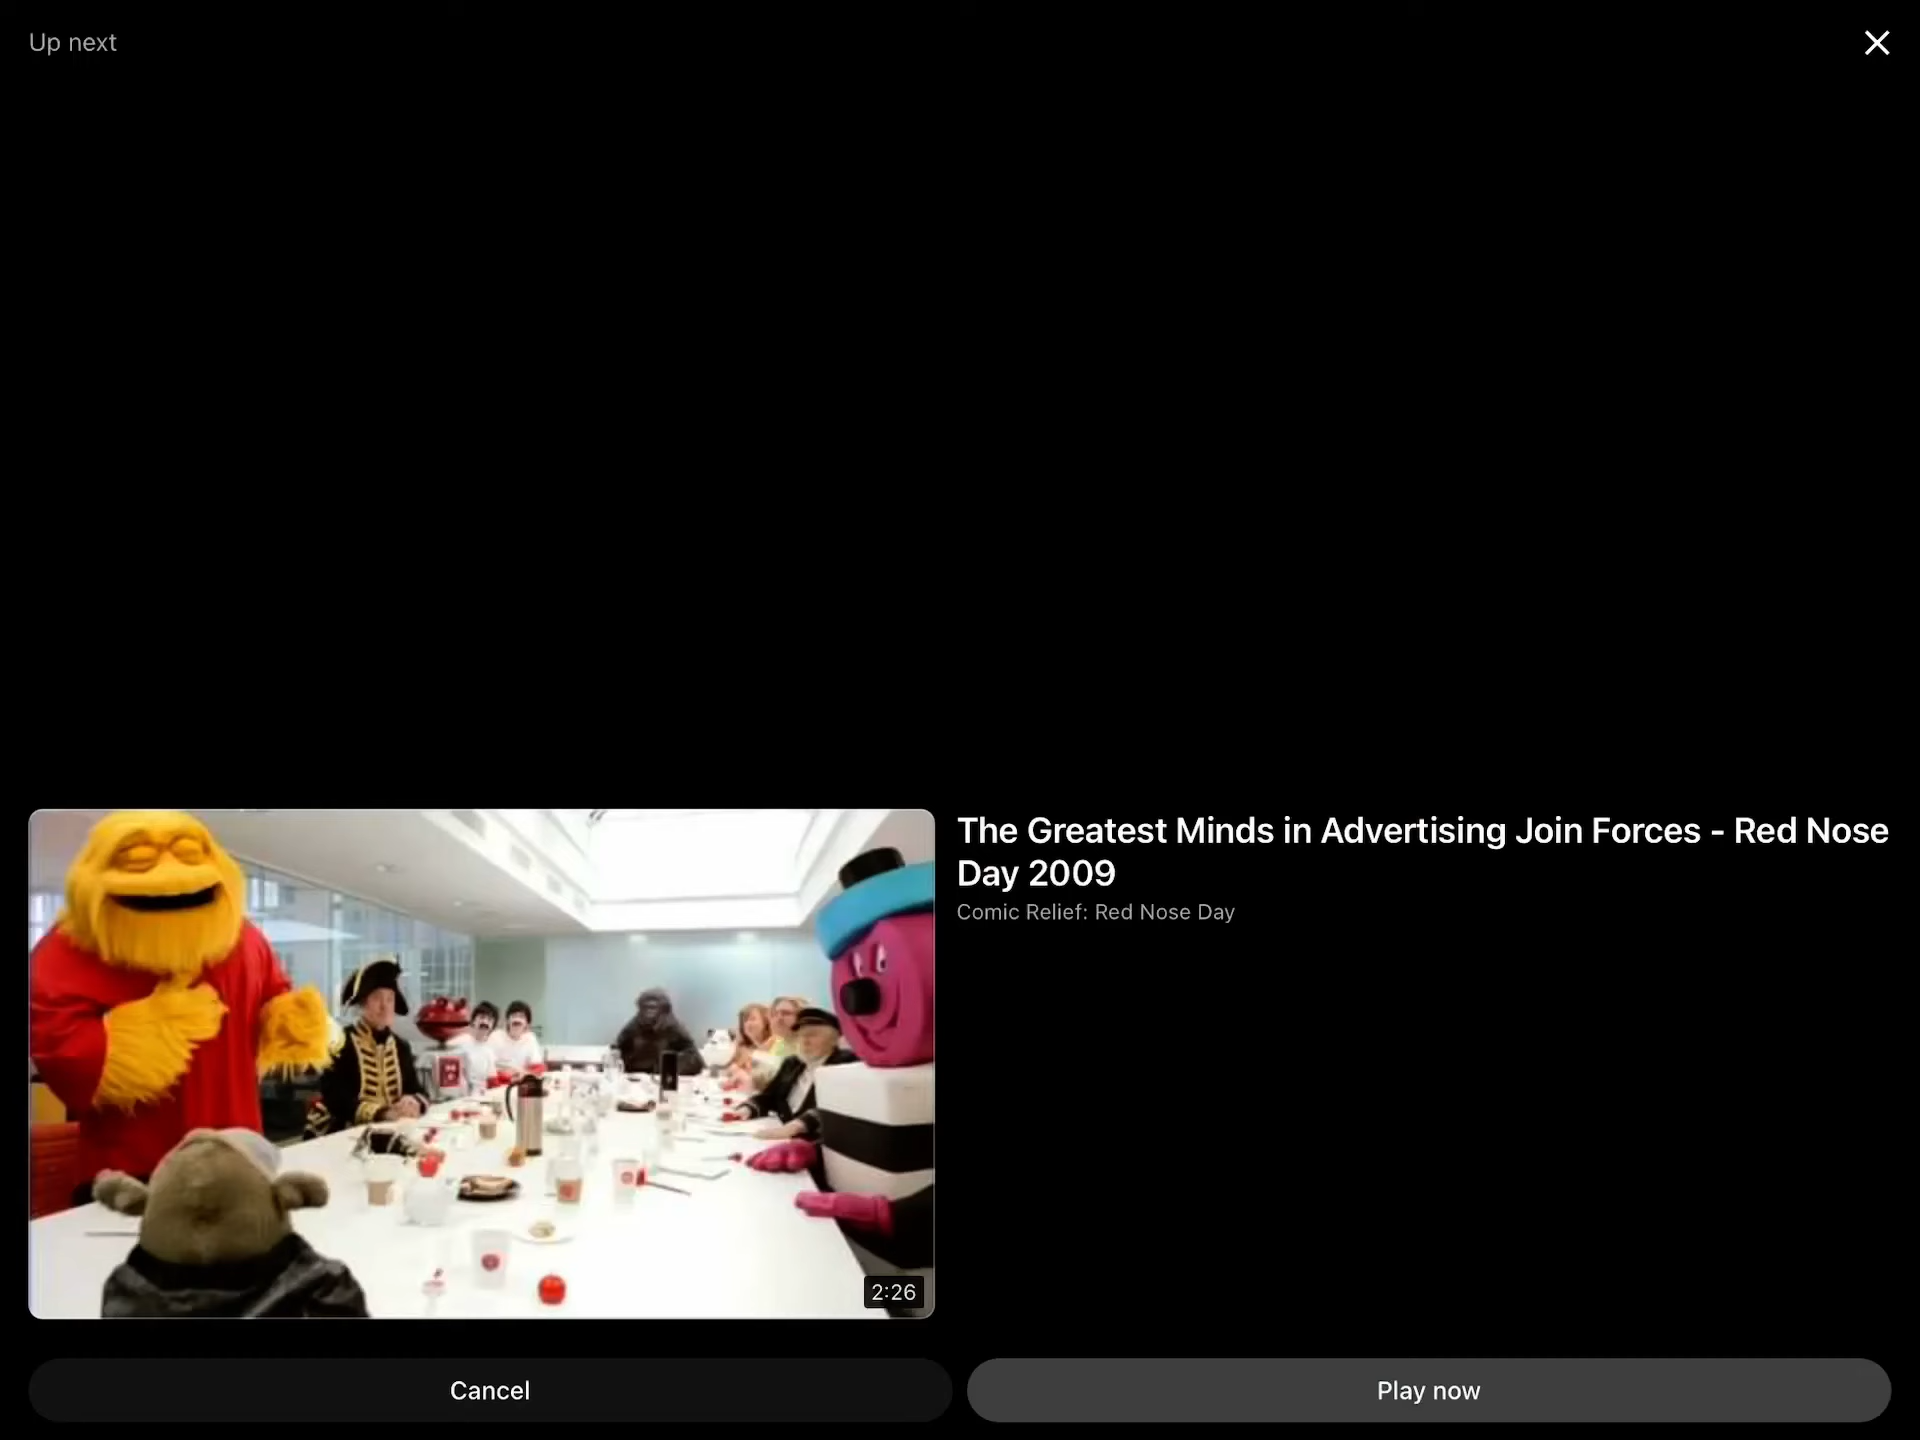 Up next
The Greatest Minds in Advertising Join Forces - Red Nose
Day 2009
Comic Relief: Red Nose Day
2:26
Cancel
Play now